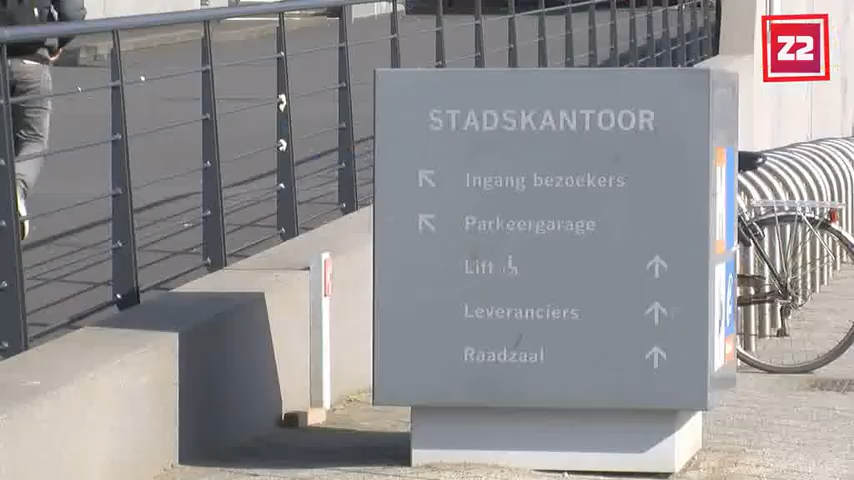 Z2
STADSKANTOOR
Ingang bezoekers
Parkeergarage
Lift
Leveranciers
Raadzaal